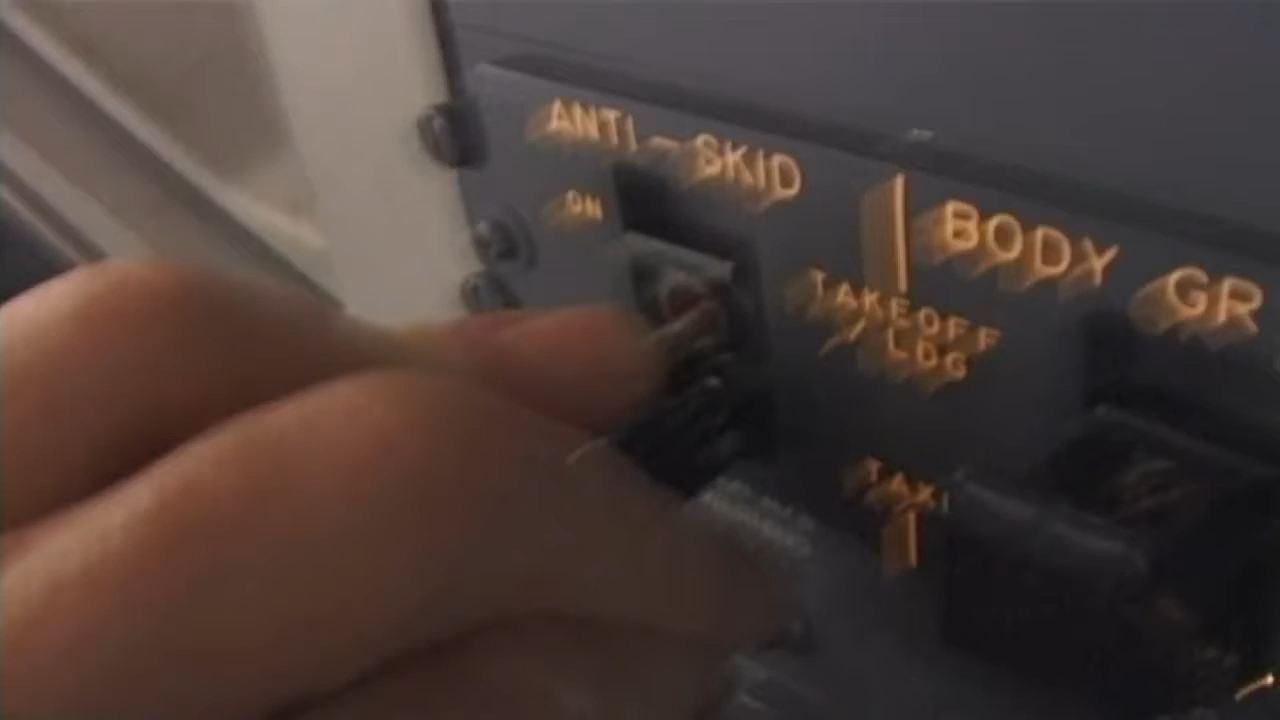 ANTI-SKID
ON
BODY GR
TAKEOFF
/ LDG
TAXI